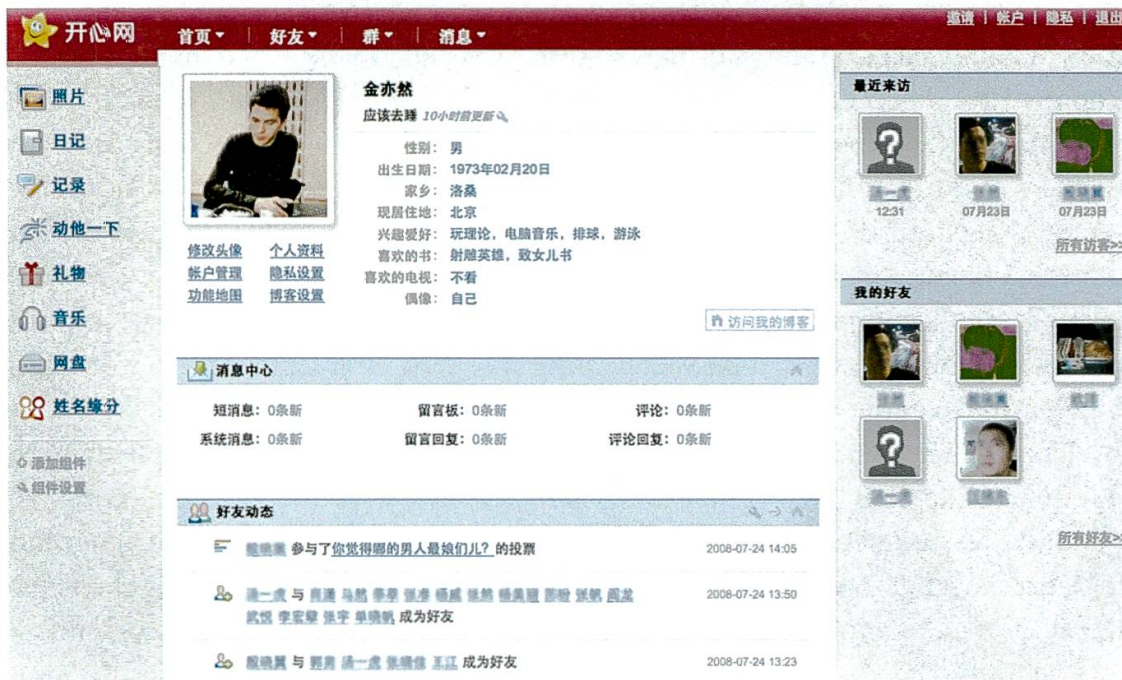 开心网
首页 好友 群 消息
邀请 | 帐户 | 隐私 | 退出
照片
日记
记录
动他一下
礼物
音乐
网盘
姓名缘分
添加组件
组件设置
金亦然
应该去睡 10小时前更新
性别: 男
出生日期: 1973年02月20日
家乡: 洛桑
现居住地: 北京
兴趣爱好: 玩理论，电脑音乐，排球，游泳
喜欢的书: 射雕英雄，致女儿书
喜欢的电视: 不看
偶像: 自己
修改头像 个人资料
帐户管理 隐私设置
功能地图 博客设置
访问我的博客
消息中心
短消息: 0条新 留言板: 0条新 评论: 0条新
系统消息: 0条新 留言回复: 0条新 评论回复: 0条新
好友动态
参与了你觉得哪的男人最娘们儿? 的投票 2008-07-24 14:05
与
成为好友 2008-07-24 13:50
与 成为好友 2008-07-24 13:23
最近来访
12:31 07月23日 07月23日
所有访客>>
我的好友
所有好友>>